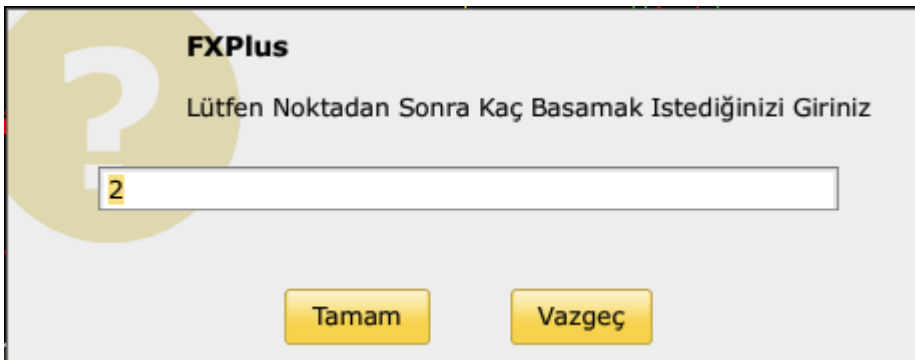 FXPlus
Lütfen Noktadan Sonra Kaç Basamak Istediğinizi Giriniz
2
Tamam Vazgeç